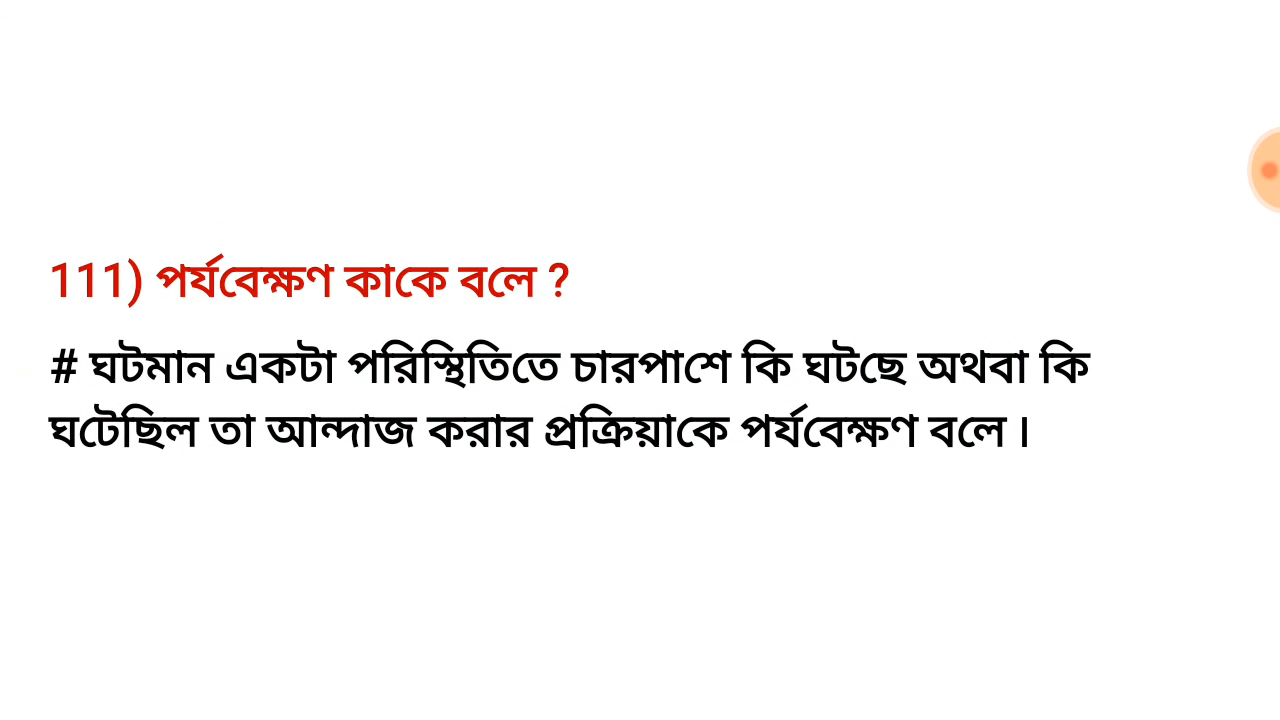 111) পর্যবেক্ষণ কাকে বলে ?
# ঘটমান একটা পরিস্থিতিতে চারপাশে কি ঘটছে অথবা কি
ঘটেছিল তা আন্দাজ করার প্রক্রিয়াকে পর্যবেক্ষণ বলে ।